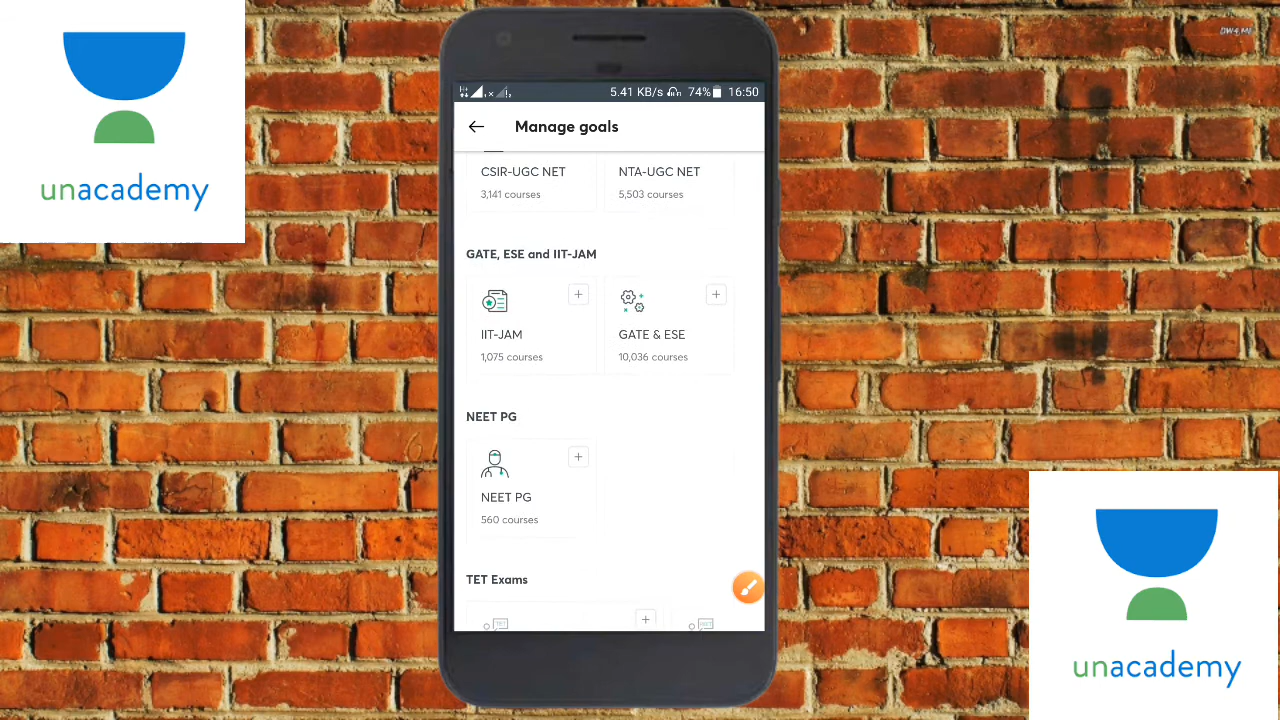 unacademy
5.41 KB/s 74% 16:50
Manage goals
CSIR-UGC NET NTA-UGC NET
3,141 courses 5,503 courses
GATE, ESE and IIT-JAM
IIT-JAM GATE & ESE
1,075 courses 10,036 courses
NEET PG
NEET PG
560 courses
TET Exams
TET
unacademy